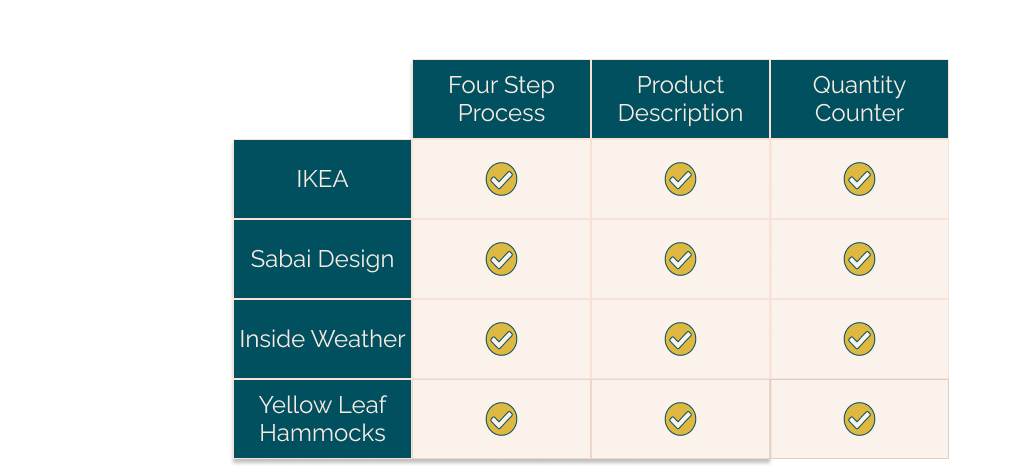 Four Step
Process
Product
Description
Quantity
Counter
IKEA
Sabai Design
Inside Weather
Yellow Leaf
Hammocks